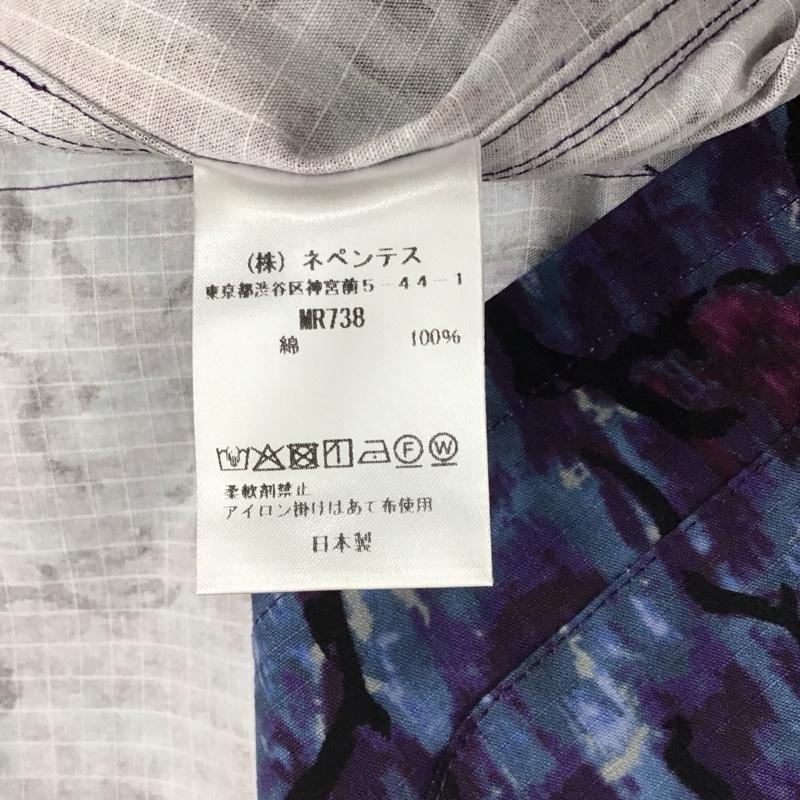 (株) ネペンテス
東京都渋谷区神宮前5-44-1
MR738
綿 100%
F W
柔軟剤禁止
アイロン掛けはあて布使用
日本製